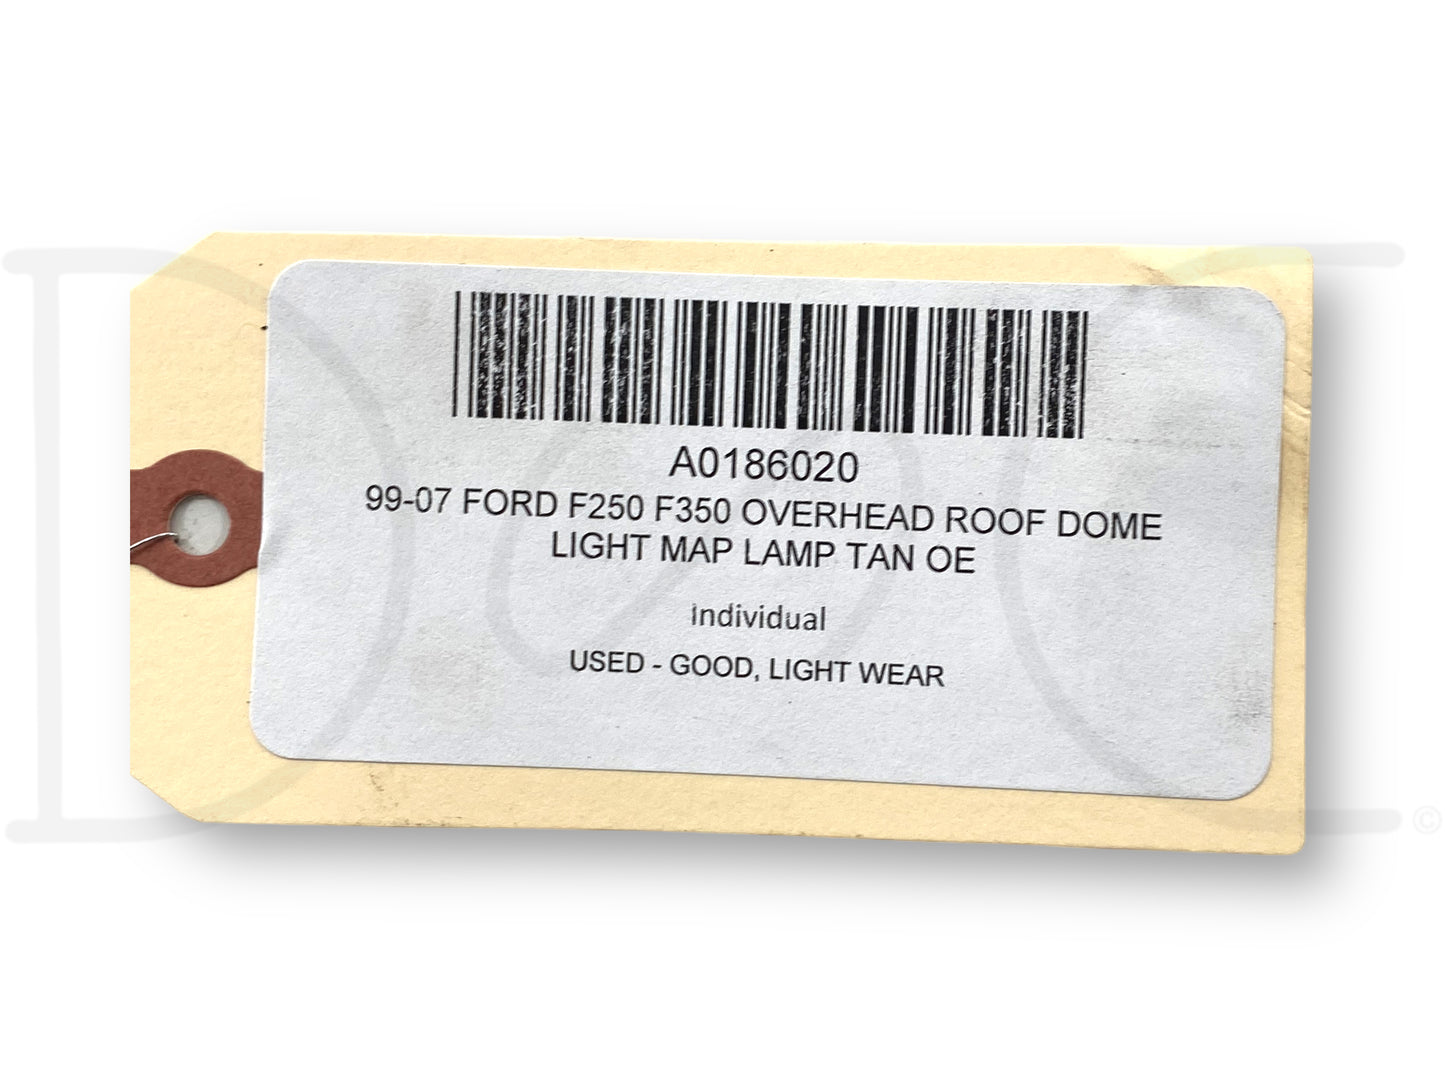 A0186020
99-07 FORD F250 F350 OVERHEAD ROOF DOME
LIGHT MAP LAMP TAN OE
Individual
USED - GOOD, LIGHT WEAR
©